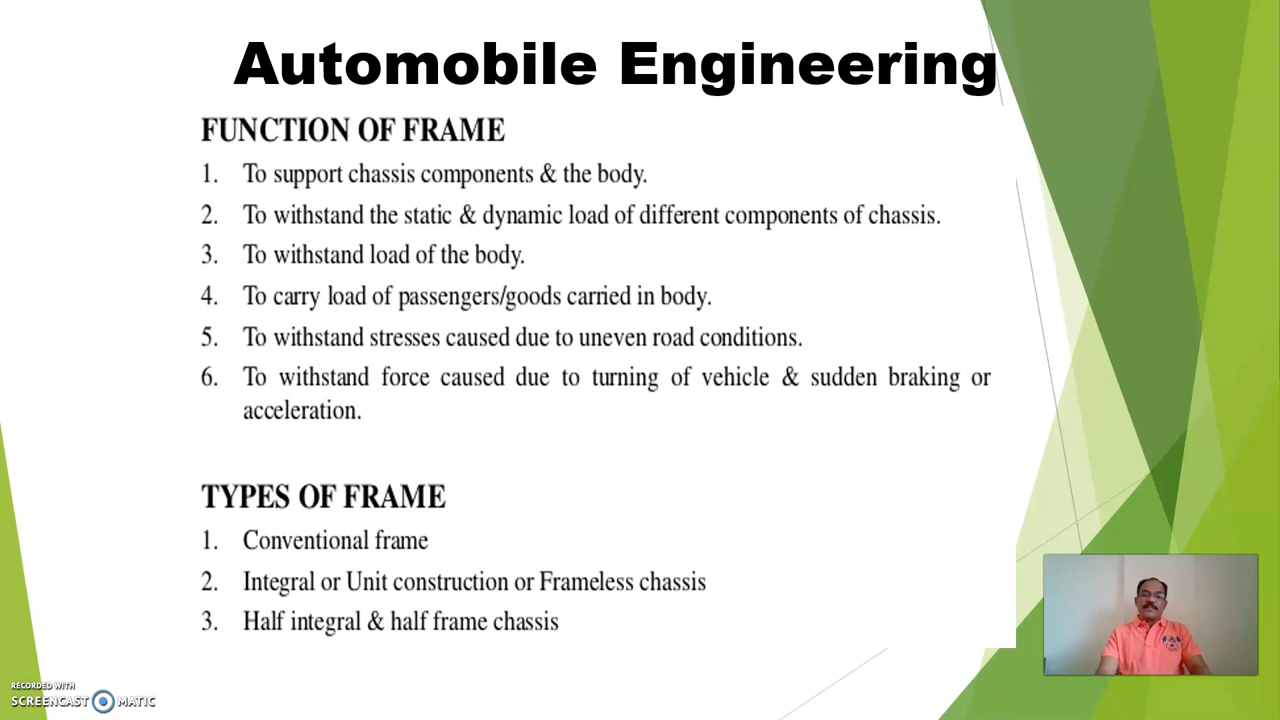 Automobile Engineering
FUNCTION OF FRAME
1. To support chassis components & the body.
2. To withstand the static & dynamic load of different components of chassis.
3. To withstand load of the body.
4. To carry load of passengers/goods carried in body.
5. To withstand stresses caused due to uneven road conditions.
6. To withstand force caused due to turning of vehicle & sudden braking or
acceleration.
TYPES OF FRAME
1. Conventional frame
2. Integral or Unit construction or Frameless chassis
3. Half integral & half frame chassis
RECORDED WITH
SCREENCAST MATIC